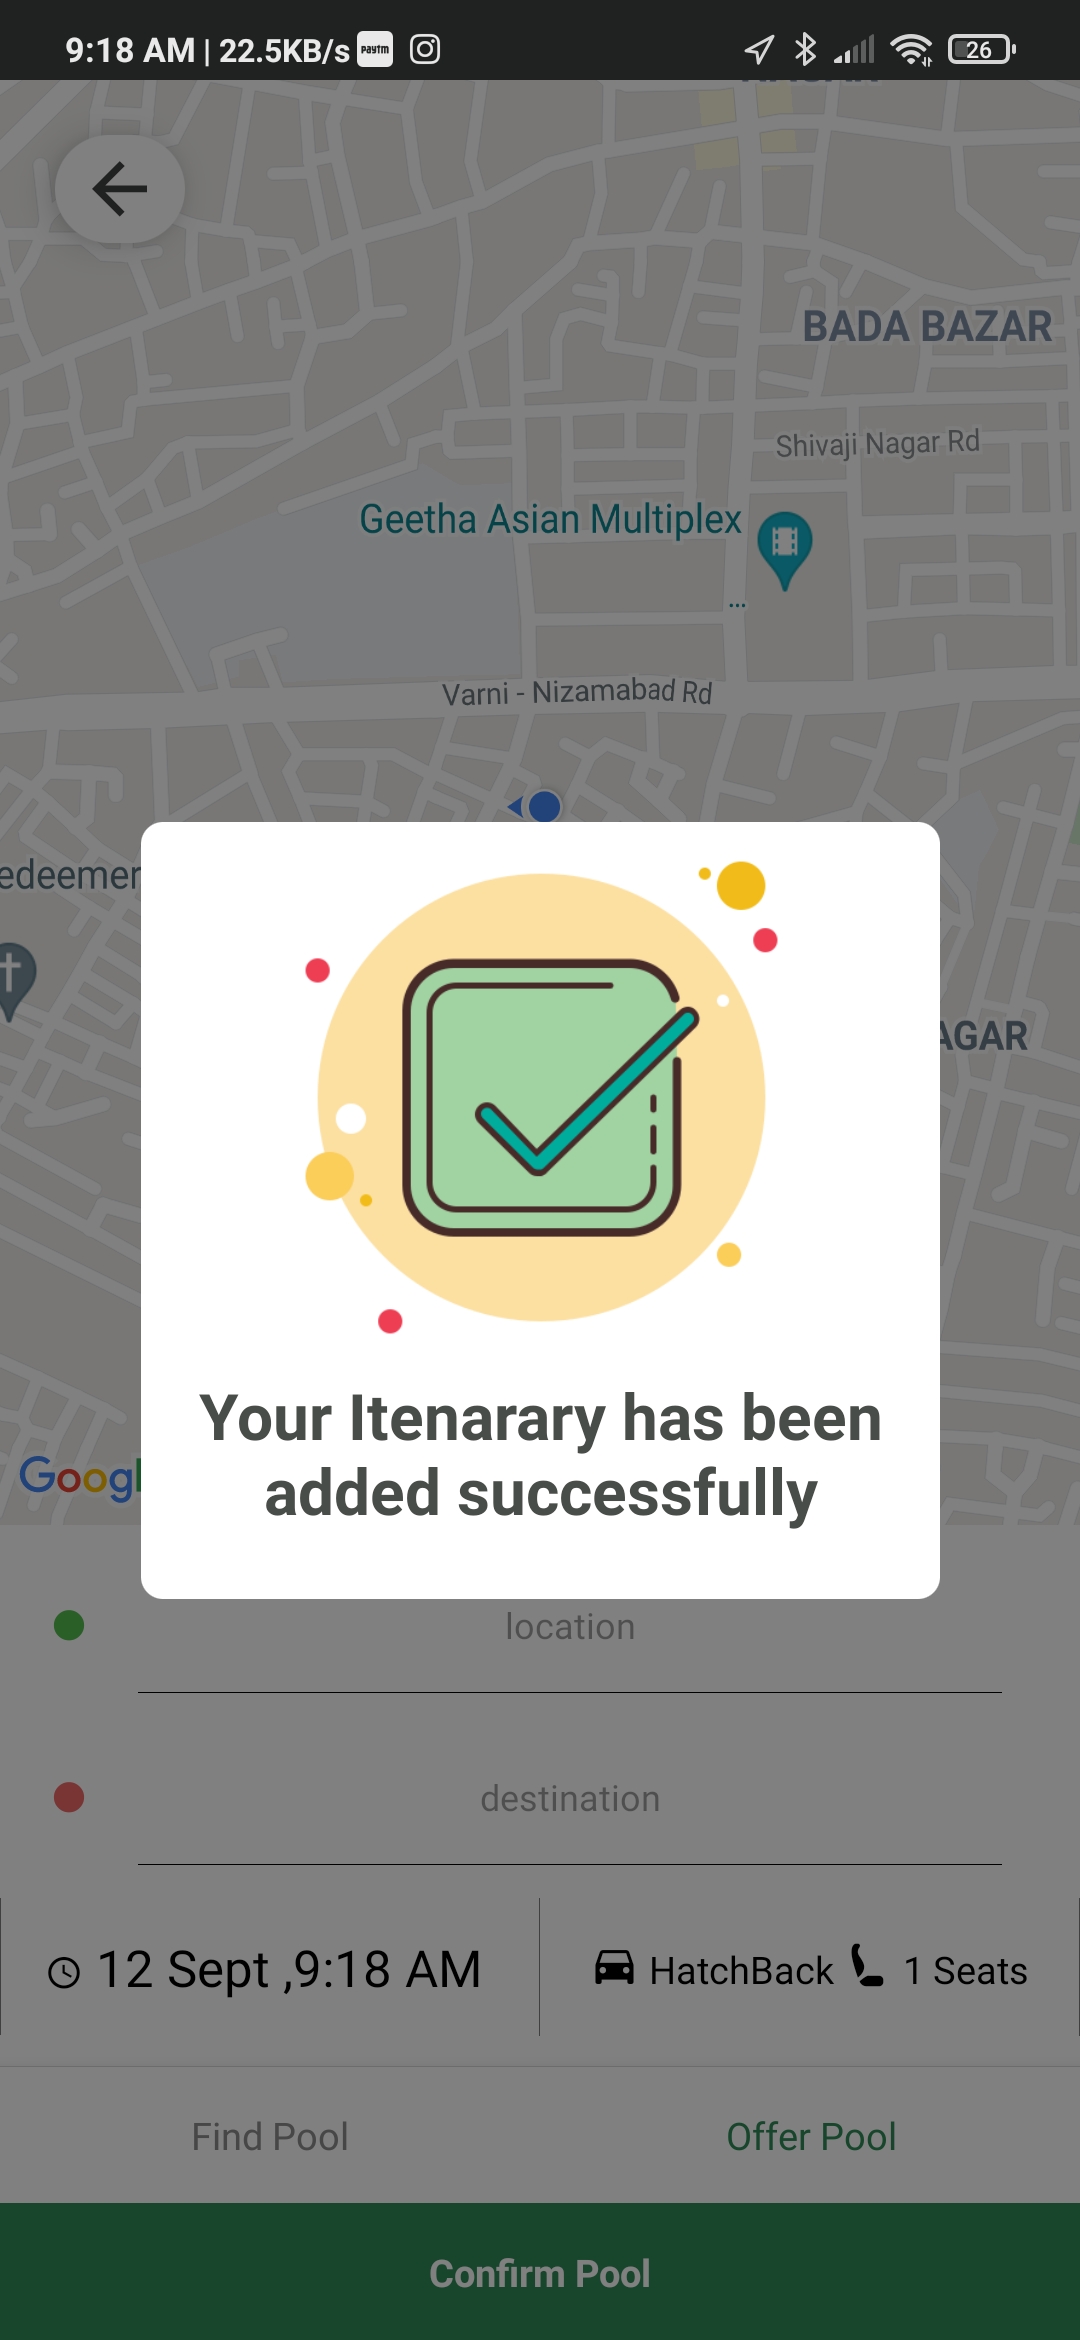 9:18 AM | 22.5KB/s paytm 26
BADA BAZAR
Shivaji Nagar Rd
Geetha Asian Multiplex
...
Varni - Nizamabad Rd
edeemer
AGAR
Your Itenarary has been
added successfully
Googl
location
destination
12 Sept ,9:18 AM HatchBack 1 Seats
Find Pool Offer Pool
Confirm Pool